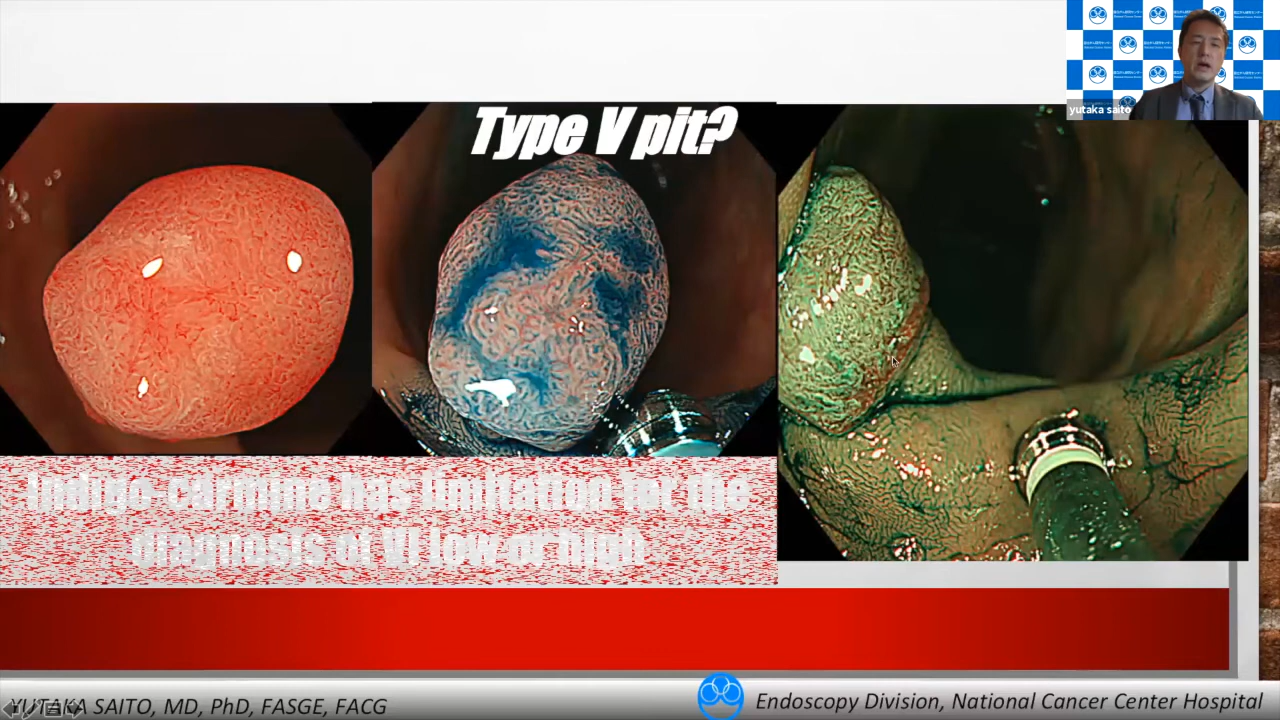 yutaka saito
Type V pit?
Indigo-carmine has limitation for the
diagnosis of VI low or high
YUTAKA SAITO, MD, PhD, FASGE, FACG
Endoscopy Division, National Cancer Center Hospital